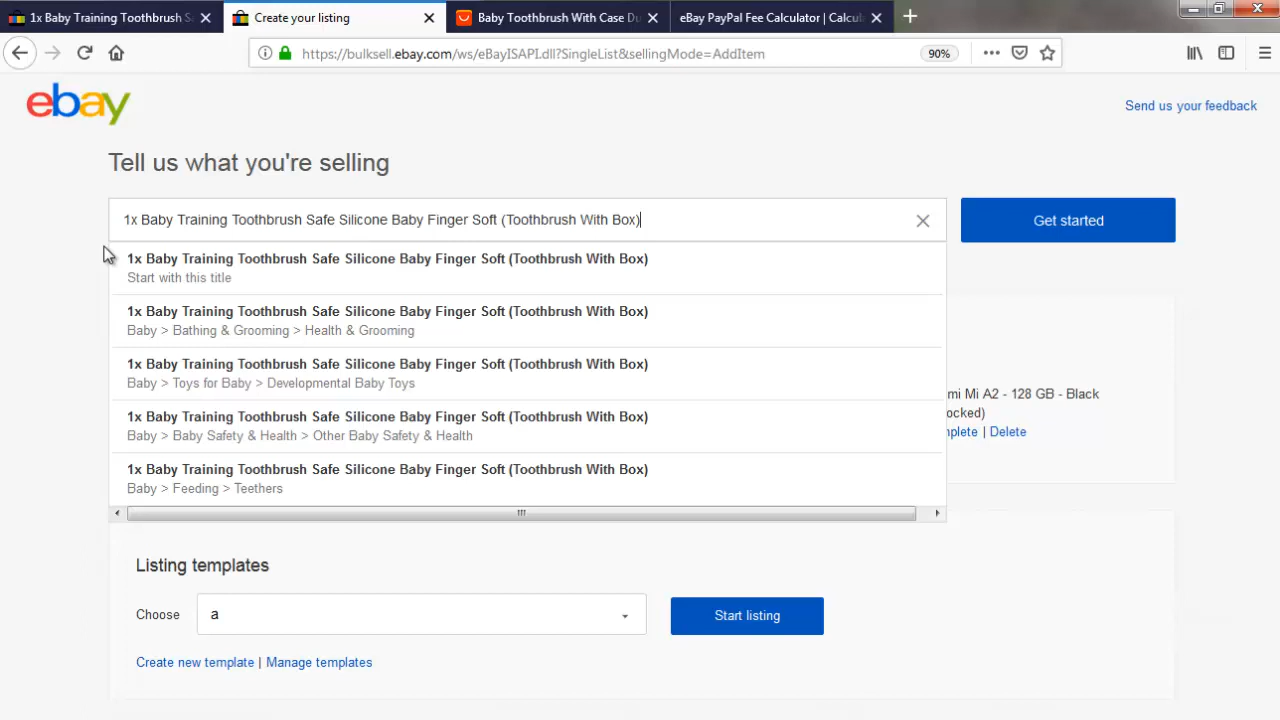 1x Baby Training Toothbrush Sa
Create your listing
Baby Toothbrush With Case Du
eBay PayPal Fee Calculator | Calcul
https://bulksell.ebay.com/ws/eBayISAPI.dll?SingleList&sellingMode=AddItem
90%
ebay
Send us your feedback
Tell us what you're selling
1x Baby Training Toothbrush Safe Silicone Baby Finger Soft (Toothbrush With Box)
Get started
1x Baby Training Toothbrush Safe Silicone Baby Finger Soft (Toothbrush With Box)
Start with this title
1x Baby Training Toothbrush Safe Silicone Baby Finger Soft (Toothbrush With Box)
Baby > Bathing & Grooming > Health & Grooming
1x Baby Training Toothbrush Safe Silicone Baby Finger Soft (Toothbrush With Box)
Baby > Toys for Baby > Developmental Baby Toys
mi Mi A2 - 128 GB - Black
ocked)
1x Baby Training Toothbrush Safe Silicone Baby Finger Soft (Toothbrush With Box)
Baby > Baby Safety & Health > Other Baby Safety & Health
mplete | Delete
1x Baby Training Toothbrush Safe Silicone Baby Finger Soft (Toothbrush With Box)
Baby > Feeding > Teethers
Listing templates
Choose
a
Start listing
Create new template | Manage templates